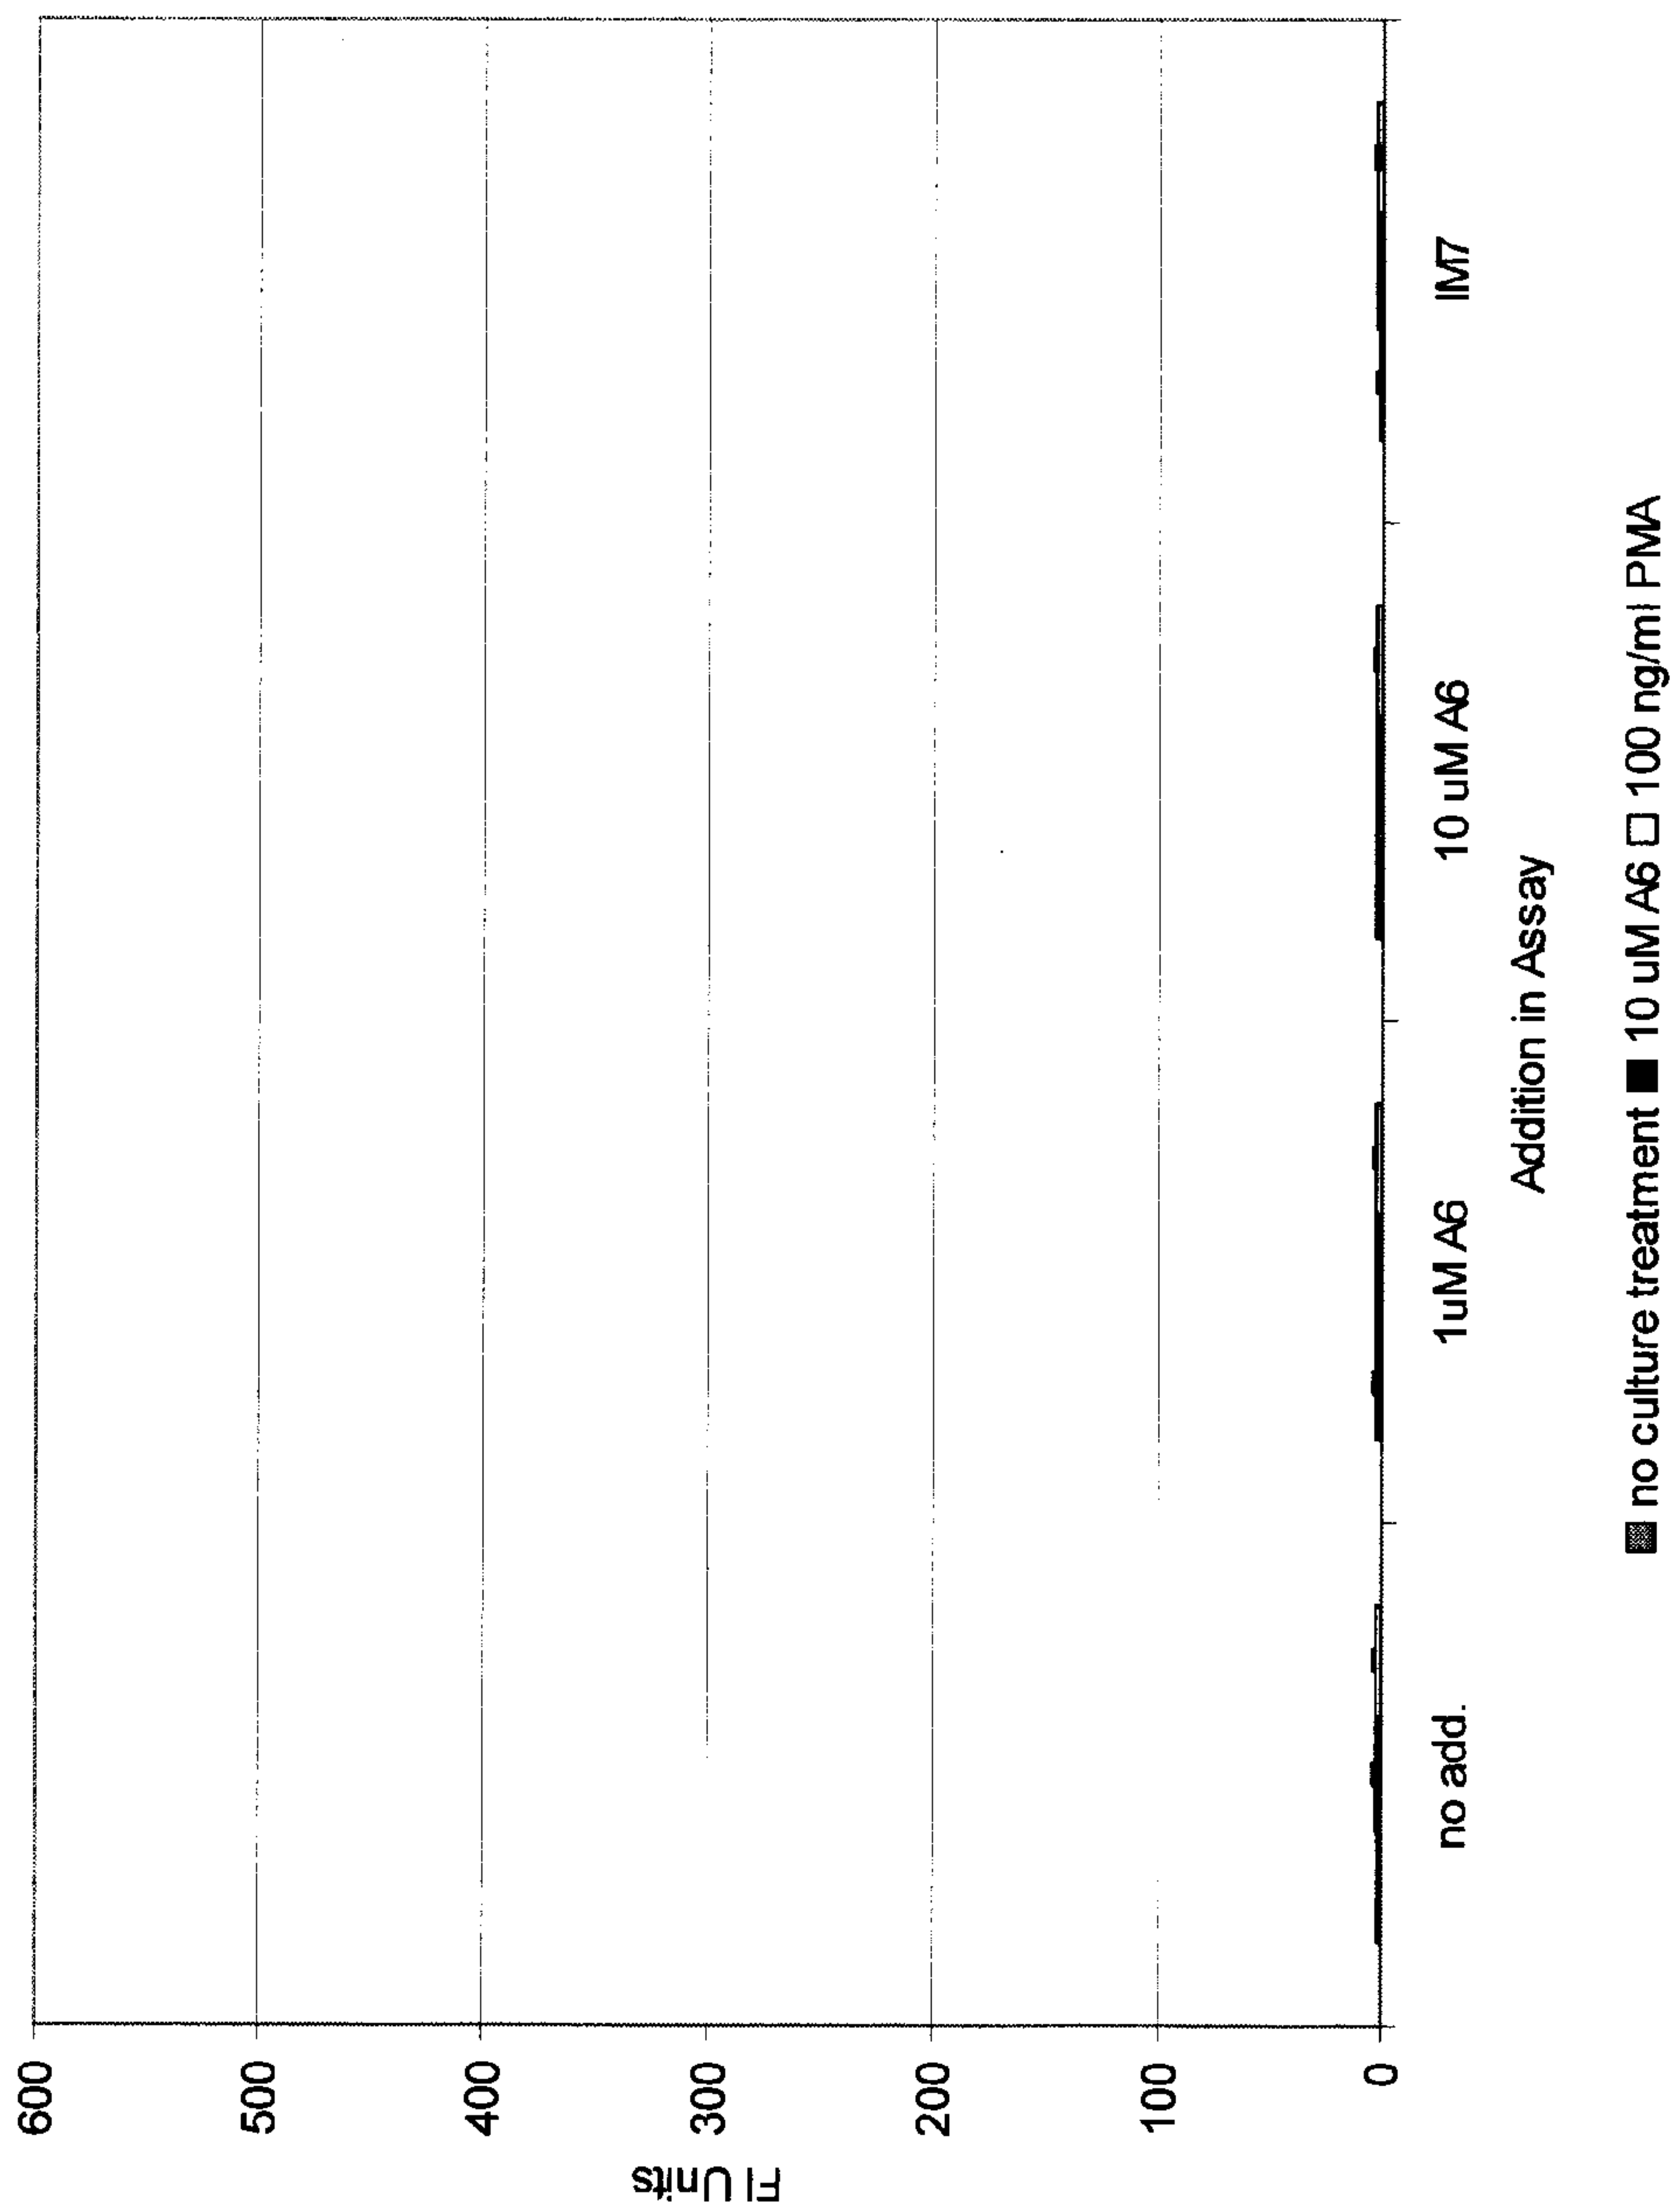 600
500
400
300
200
100
0
Fl Units
no add.
1uM A6
10 uM A6
IM7
Addition in Assay
no culture treatment 10 uM A6 100 ng/ml PMA